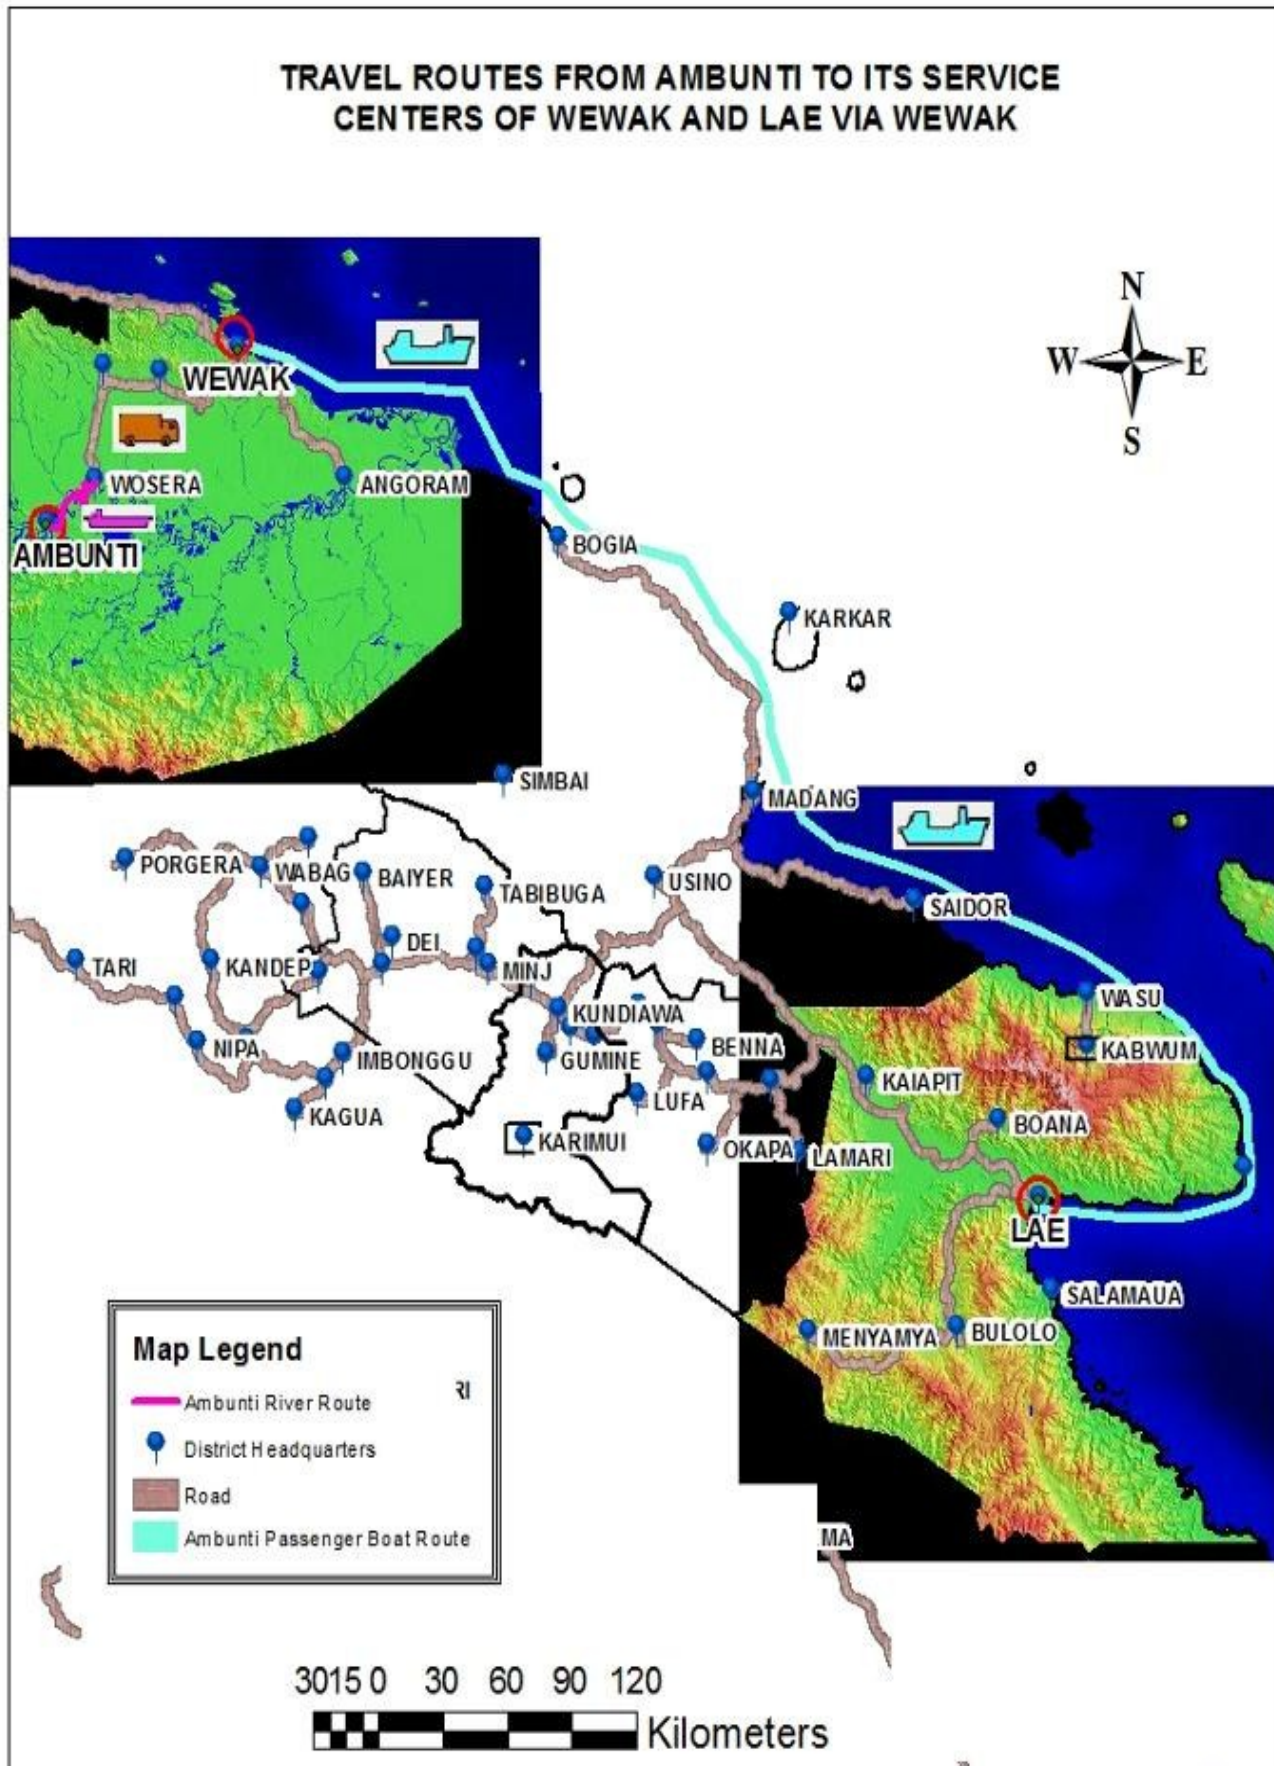 TRAVEL ROUTES FROM AMBUNTI TO ITS SERVICE
CENTERS OF WEWAK AND LAE VIA WEWAK
N
W E
S
WEWAK
WOSERA
ANGORAM
AMBUNTI
BOGIA
KARKAR
SIMBAI
MADANG
PORGERA
WABAG
BAIYER
TABIBUGA
USINO
SAIDOR
DEI
TARI
KANDEP
MINJ
WASU
KUNDIAWA
NIPA
IMBONGGU
GUMINE
BENNA
KABWUM
KAIAPIT
KAGUA
LUFA
BOANA
KARIMUI
OKAPA
LAMARI
LAE
SALAMAUA
MENYAMYA
BULOLO
Map Legend
RI
Ambunti River Route
District Headquarters
Road
Ambunti Passenger Boat Route
MA
3015 0 30 60 90 120
Kilometers